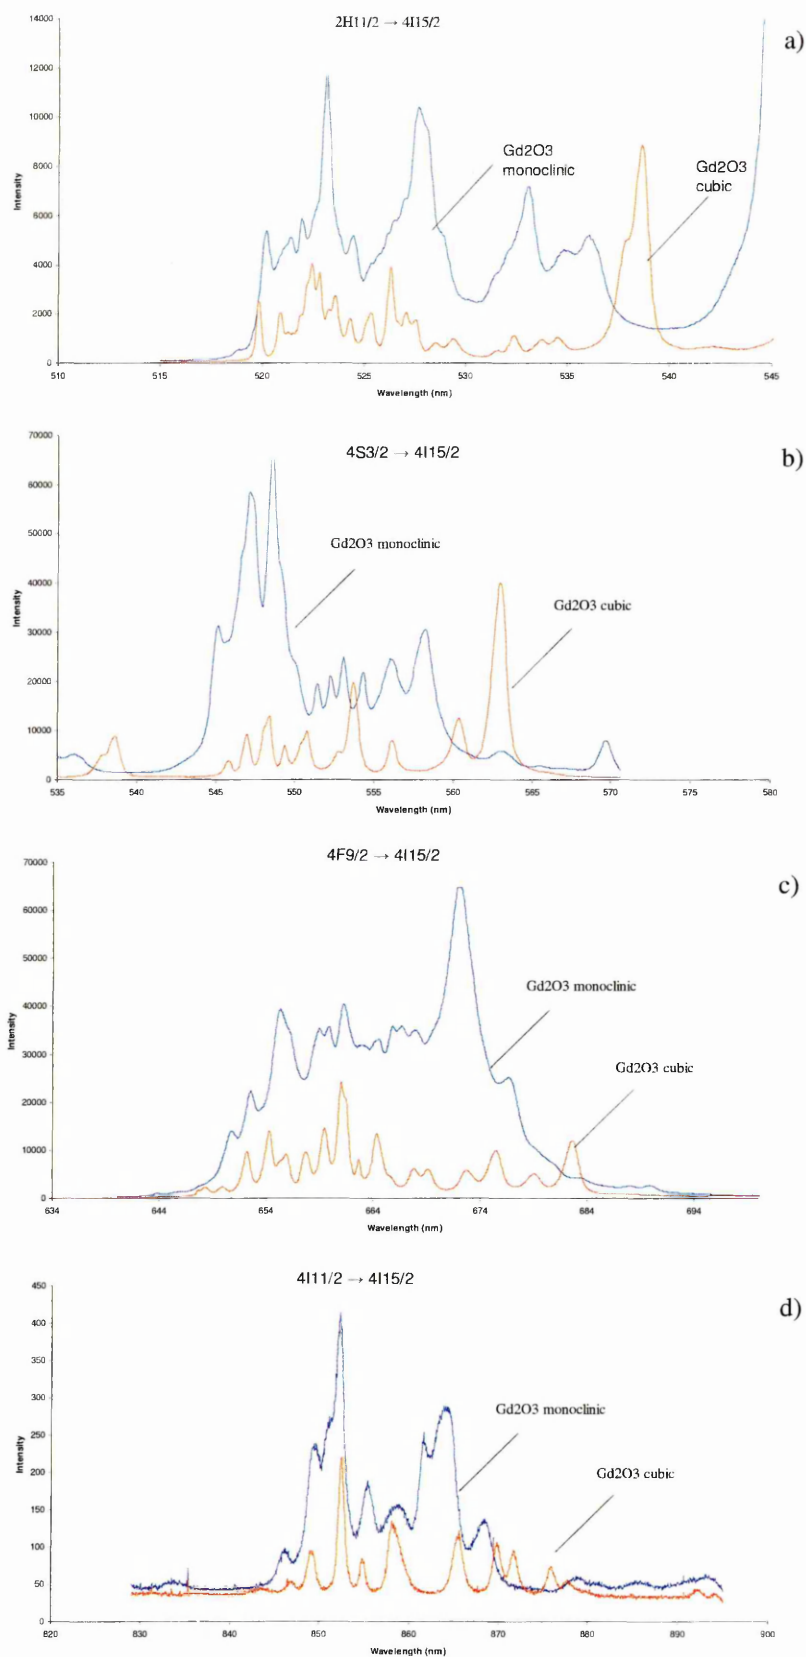 2H11/2 → 4I15/2
a)
14000
12000
10000
8000
6000
4000
2000
0
Intensity
Gd2O3
monoclinic
Gd2O3
cubic
510 515 520 525 530 535 540 545
Wavelength (nm)
4S3/2 → 4I15/2
b)
70000
60000
50000
40000
30000
20000
10000
0
Intensity
Gd2O3 monoclinic
Gd2O3 cubic
535 540 545 550 555 560 565 570 575 580
Wavelength (nm)
4F9/2 → 4I15/2
c)
70000
60000
50000
40000
30000
20000
10000
0
Intensity
Gd2O3 monoclinic
Gd2O3 cubic
634 644 654 664 674 684 694
Wavelength (nm)
4I11/2 → 4I15/2
d)
450
400
350
300
250
200
150
100
50
0
Intensity
Gd2O3 monoclinic
Gd2O3 cubic
820 830 840 850 860 870 880 890 900
Wavelength (nm)